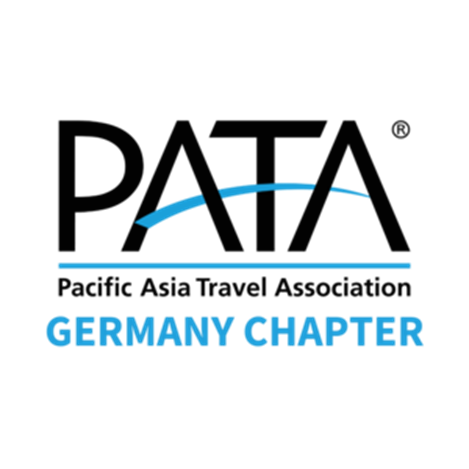 PATA®
Pacific Asia Travel Association
GERMANY CHAPTER